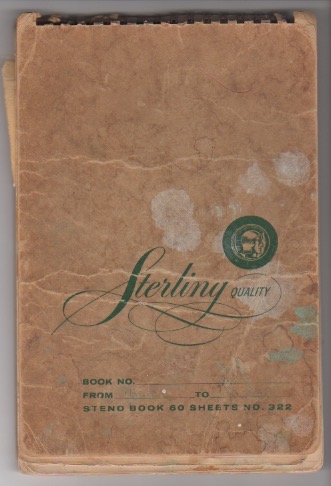 Sterling QUALITY
BOOK NO.
FROM TO
STENO BOOK 60 SHEETS NO. 322